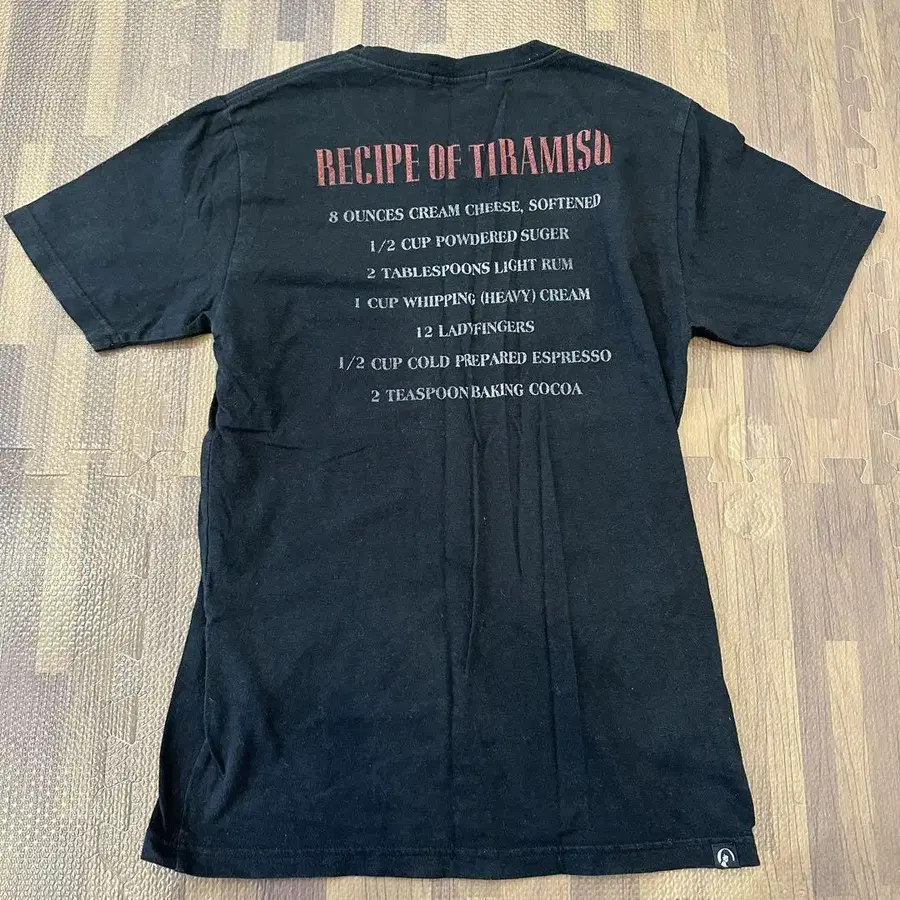 RECIPE OF TIRAMISU
8 OUNCES CREAM CHEESE, SOFTENED
1/2 CUP POWDERED SUGER
2 TABLESPOONS LIGHT RUM
1 CUP WHIPPING (HEAVY) CREAM
12 LADYFINGERS
1/2 CUP COLD PREPARED ESPRESSO
2 TEASPOON BAKING COCOA